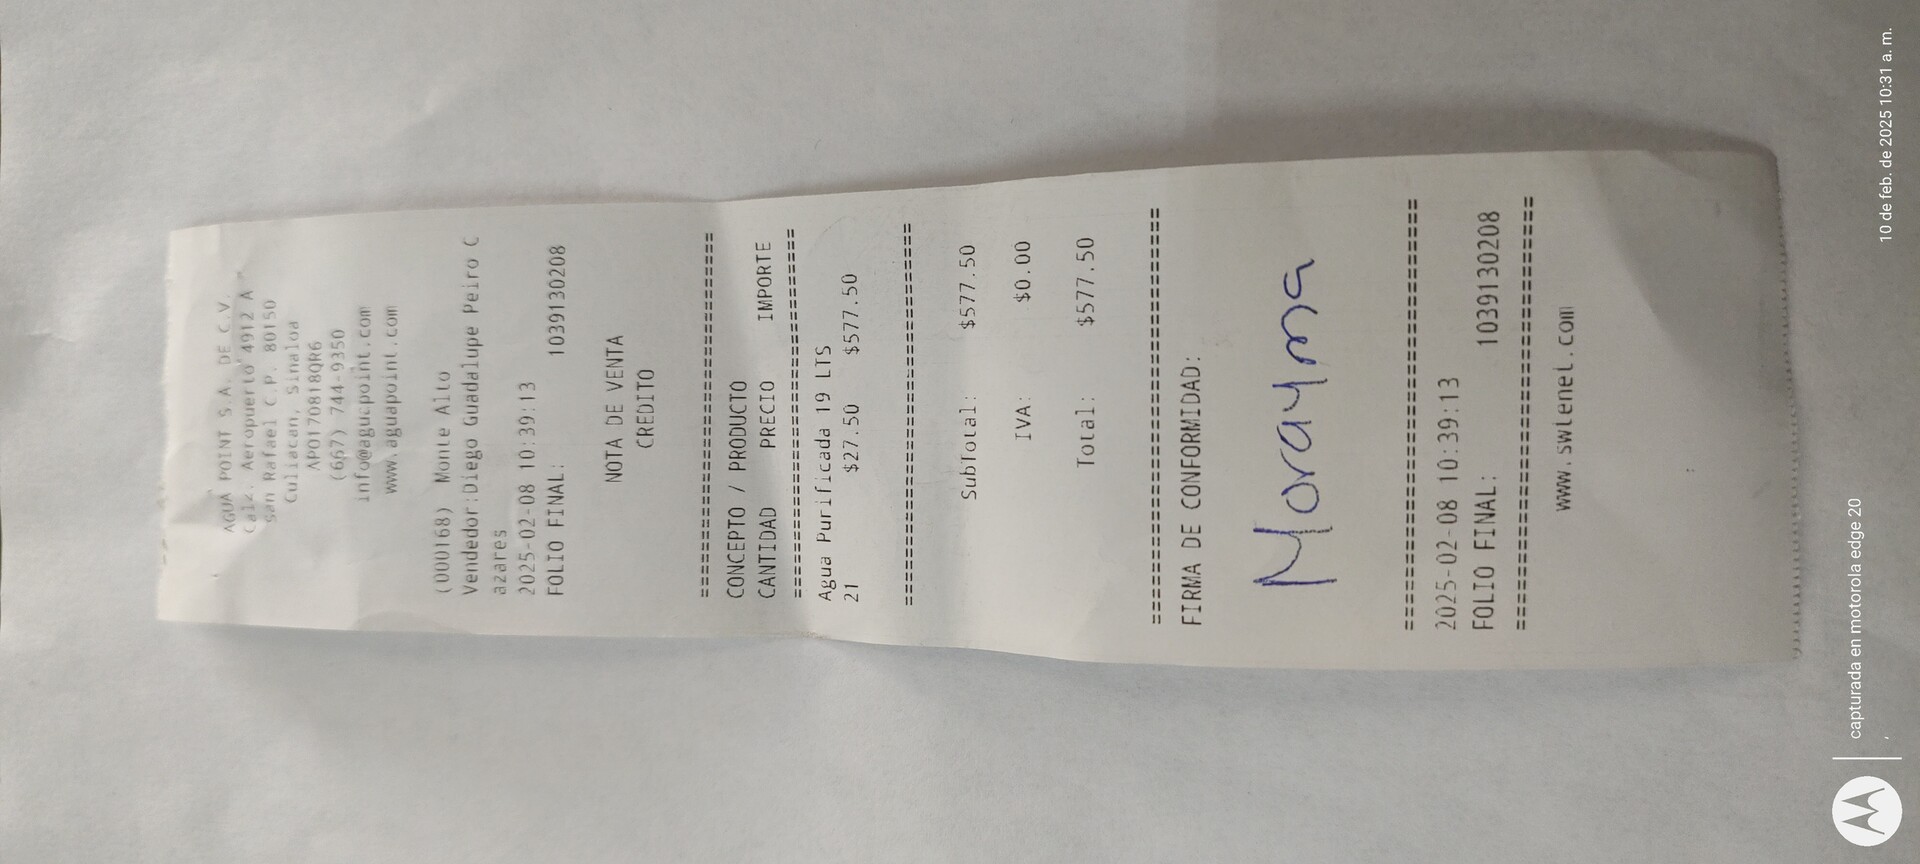 AGUA POINT S.A. DE C.V.
Calz. Aeropuerto 4912 A
San Rafael C.P. 80150
Culiacan, Sinaloa
APO170818QR6
(667) 744-9350
info@aguapoint.com
www.aguapoint.com
(000168) Monte Alto
Vendedor:Diego Guadalupe Peiro C
azares
2025-02-08 10:39:13
FOLIO FINAL: 1039130208
NOTA DE VENTA
CREDITO
================================
CONCEPTO / PRODUCTO
CANTIDAD PRECIO IMPORTE
================================
Agua Purificada 19 LTS
21 $27.50 $577.50
================================
SubTotal: $577.50
IVA: $0.00
Total: $577.50
================================
FIRMA DE CONFORMIDAD:
Morayma
================================
2025-02-08 10:39:13
FOLIO FINAL: 1039130208
================================
www.swlenel.com
capturada en motorola edge 20
10 de feb. de 2025 10:31 a. m.